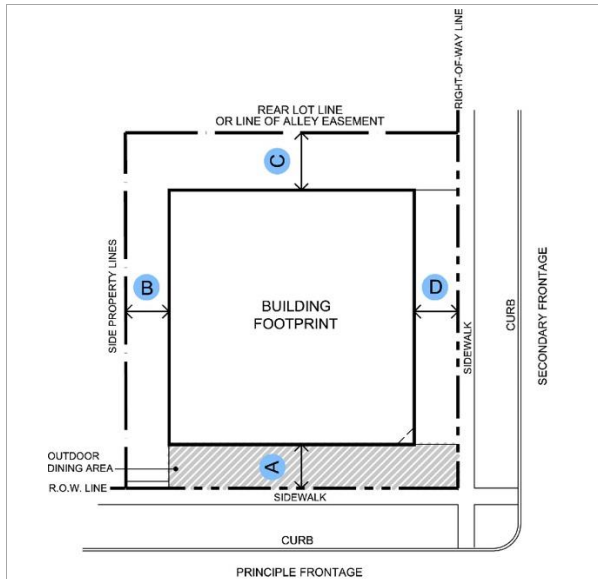 RIGHT-OF-WAY LINE
REAR LOT LINE
OR LINE OF ALLEY EASEMENT
C
SIDE PROPERTY LINES
B
BUILDING
FOOTPRINT
D
SIDEWALK
CURB
SECONDARY FRONTAGE
OUTDOOR
DINING AREA
A
R.O.W. LINE
SIDEWALK
CURB
PRINCIPLE FRONTAGE